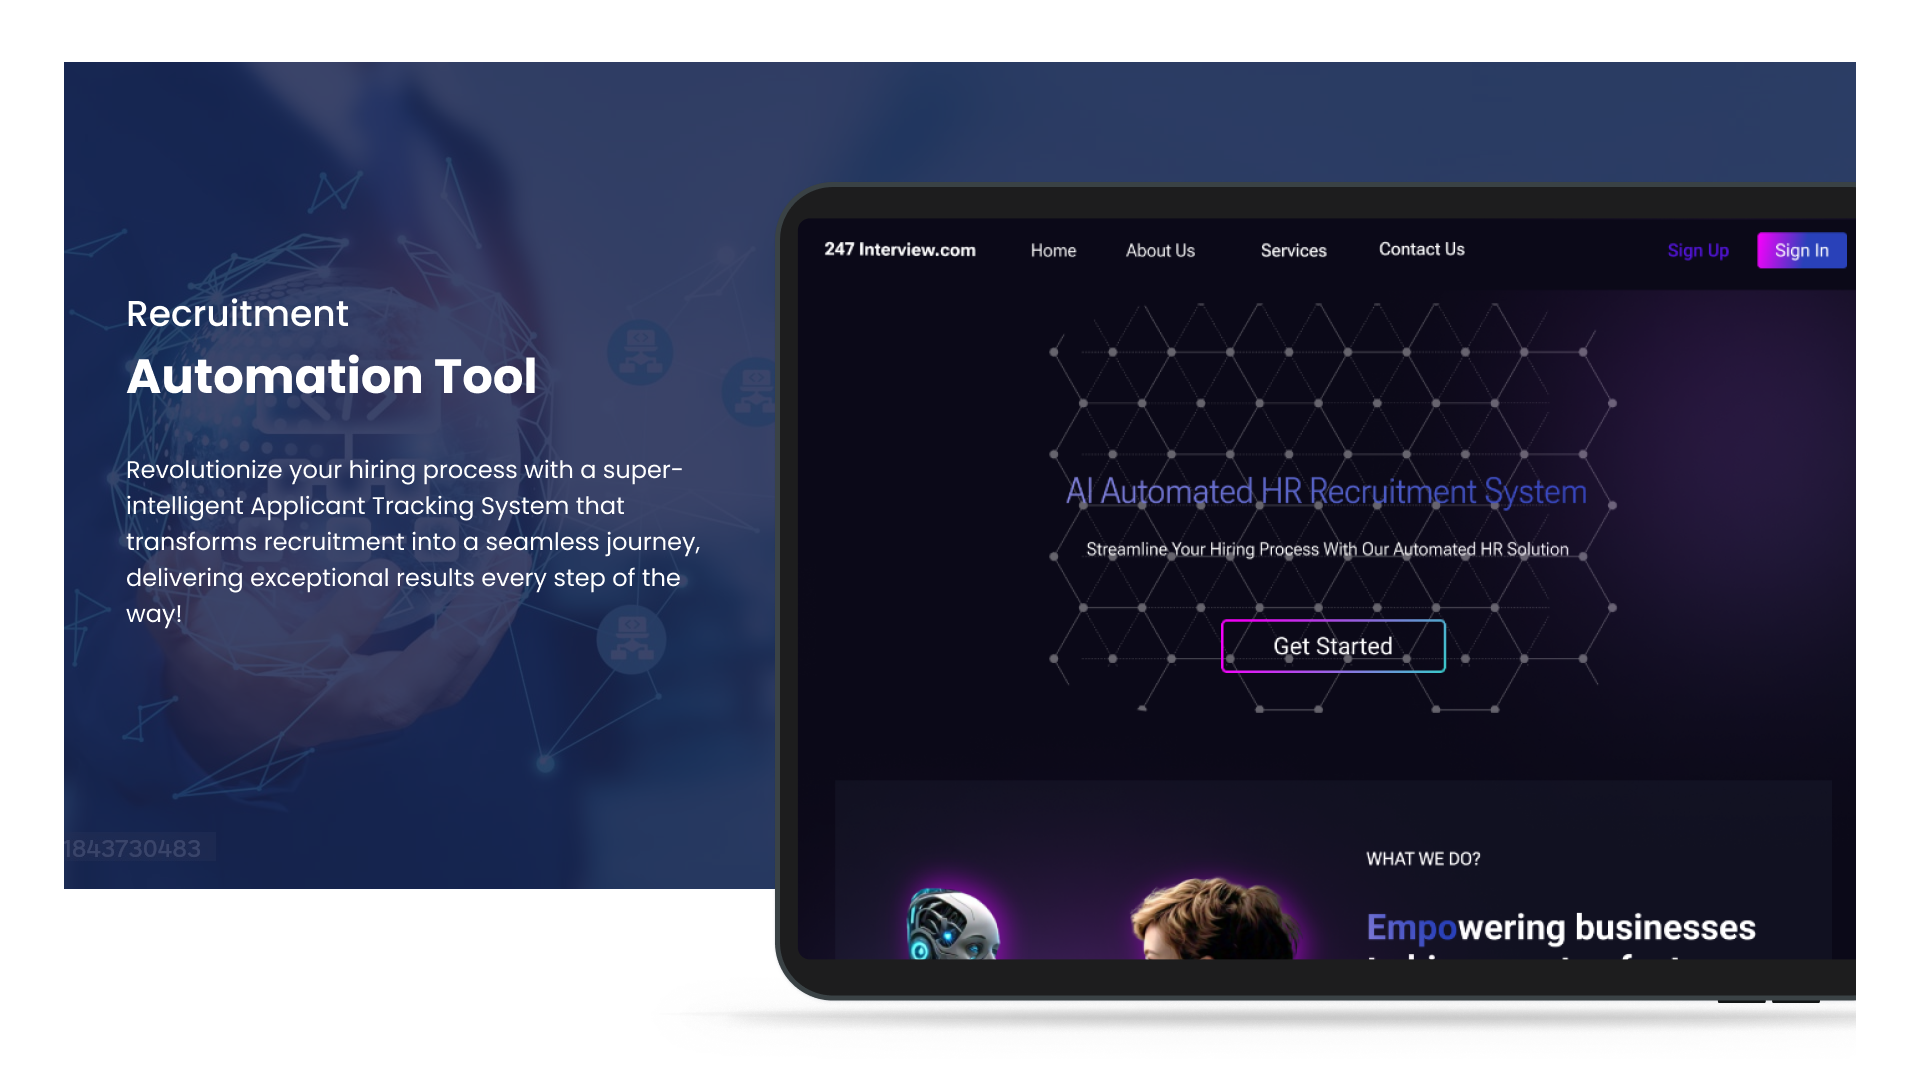 Recruitment
Automation Tool
Revolutionize your hiring process with a super-
intelligent Applicant Tracking System that
transforms recruitment into a seamless journey,
delivering exceptional results every step of the
way!
1843730483
247 Interview.com Home About Us Services Contact Us Sign Up Sign In
AI Automated HR Recruitment System
Streamline Your Hiring Process With Our Automated HR Solution
Get Started
WHAT WE DO?
Empowering businesses